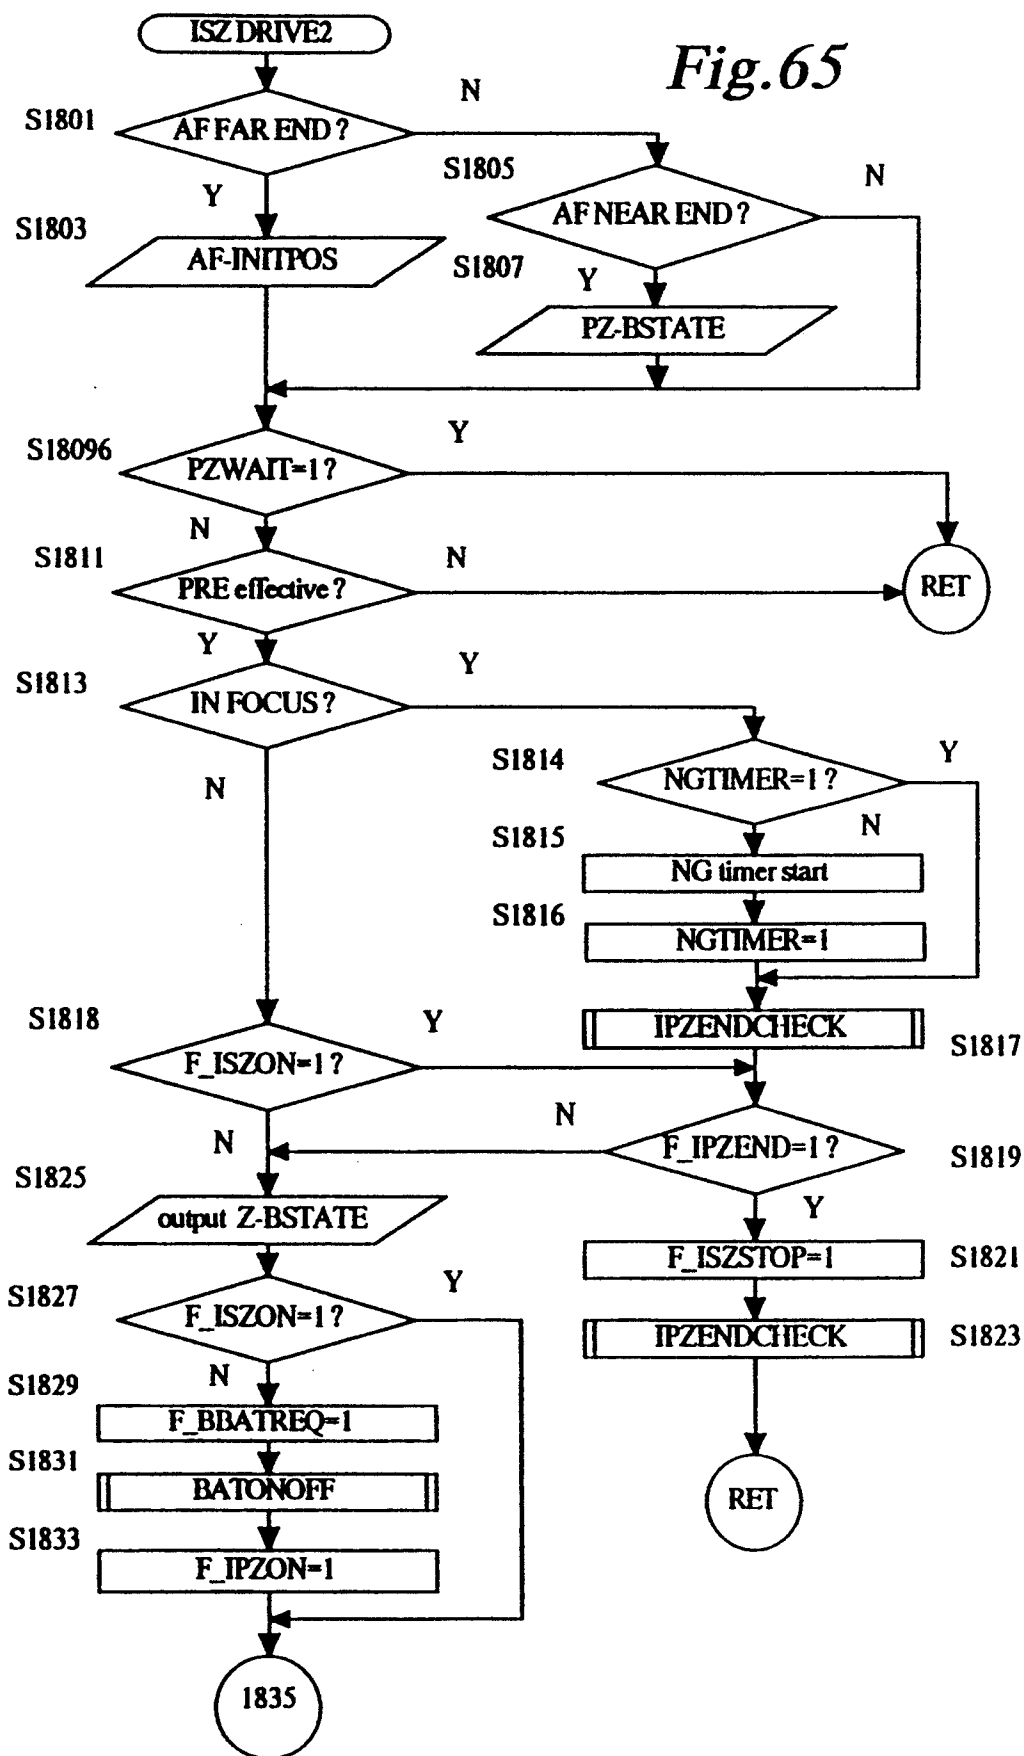 ISZ DRIVE2
Fig.65
S1801
AF FAR END ?
N
Y
S1803
AF-INITPOS
S1805
AF NEAR END ?
N
Y
S1807
PZ-BSTATE
S18096
PZWAIT=1 ?
Y
N
S1811
PRE effective ?
N
Y
RET
S1813
IN FOCUS ?
Y
N
S1814
NGTIMER=1 ?
Y
N
S1815
NG timer start
S1816
NGTIMER=1
IPZENDCHECK
S1817
S1818
F_ISZON=1 ?
Y
N
F_IPZEND=1 ?
S1819
N
Y
S1821
F_ISZSTOP=1
IPZENDCHECK
S1823
RET
S1825
output Z-BSTATE
S1827
F_ISZON=1 ?
Y
N
S1829
F_BBATREQ=1
S1831
BATONOFF
S1833
F_IPZON=1
1835